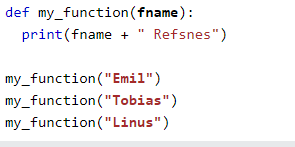 def my_function(fname):
  print(fname + " Refsnes")

my_function("Emil")
my_function("Tobias")
my_function("Linus")